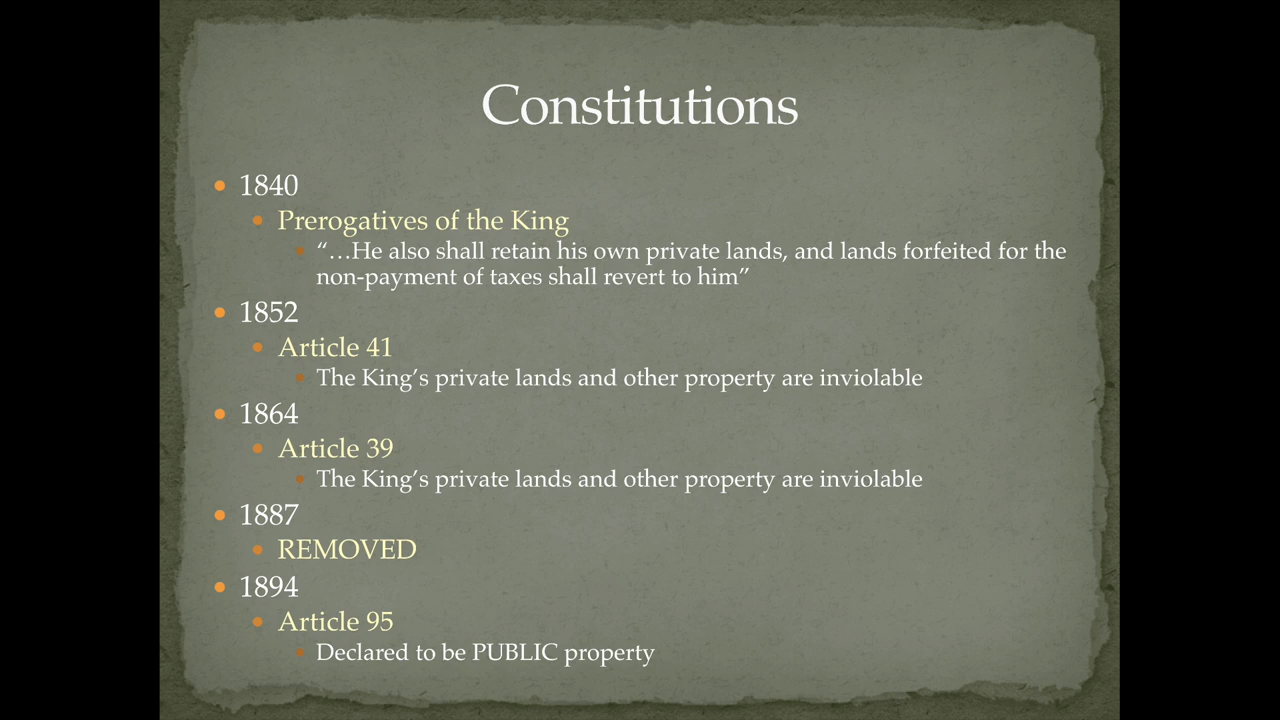 Constitutions
• 1840
• Prerogatives of the King
• “…He also shall retain his own private lands, and lands forfeited for the
non-payment of taxes shall revert to him”
• 1852
• Article 41
• The King’s private lands and other property are inviolable
• 1864
• Article 39
• The King’s private lands and other property are inviolable
• 1887
• REMOVED
• 1894
• Article 95
• Declared to be PUBLIC property